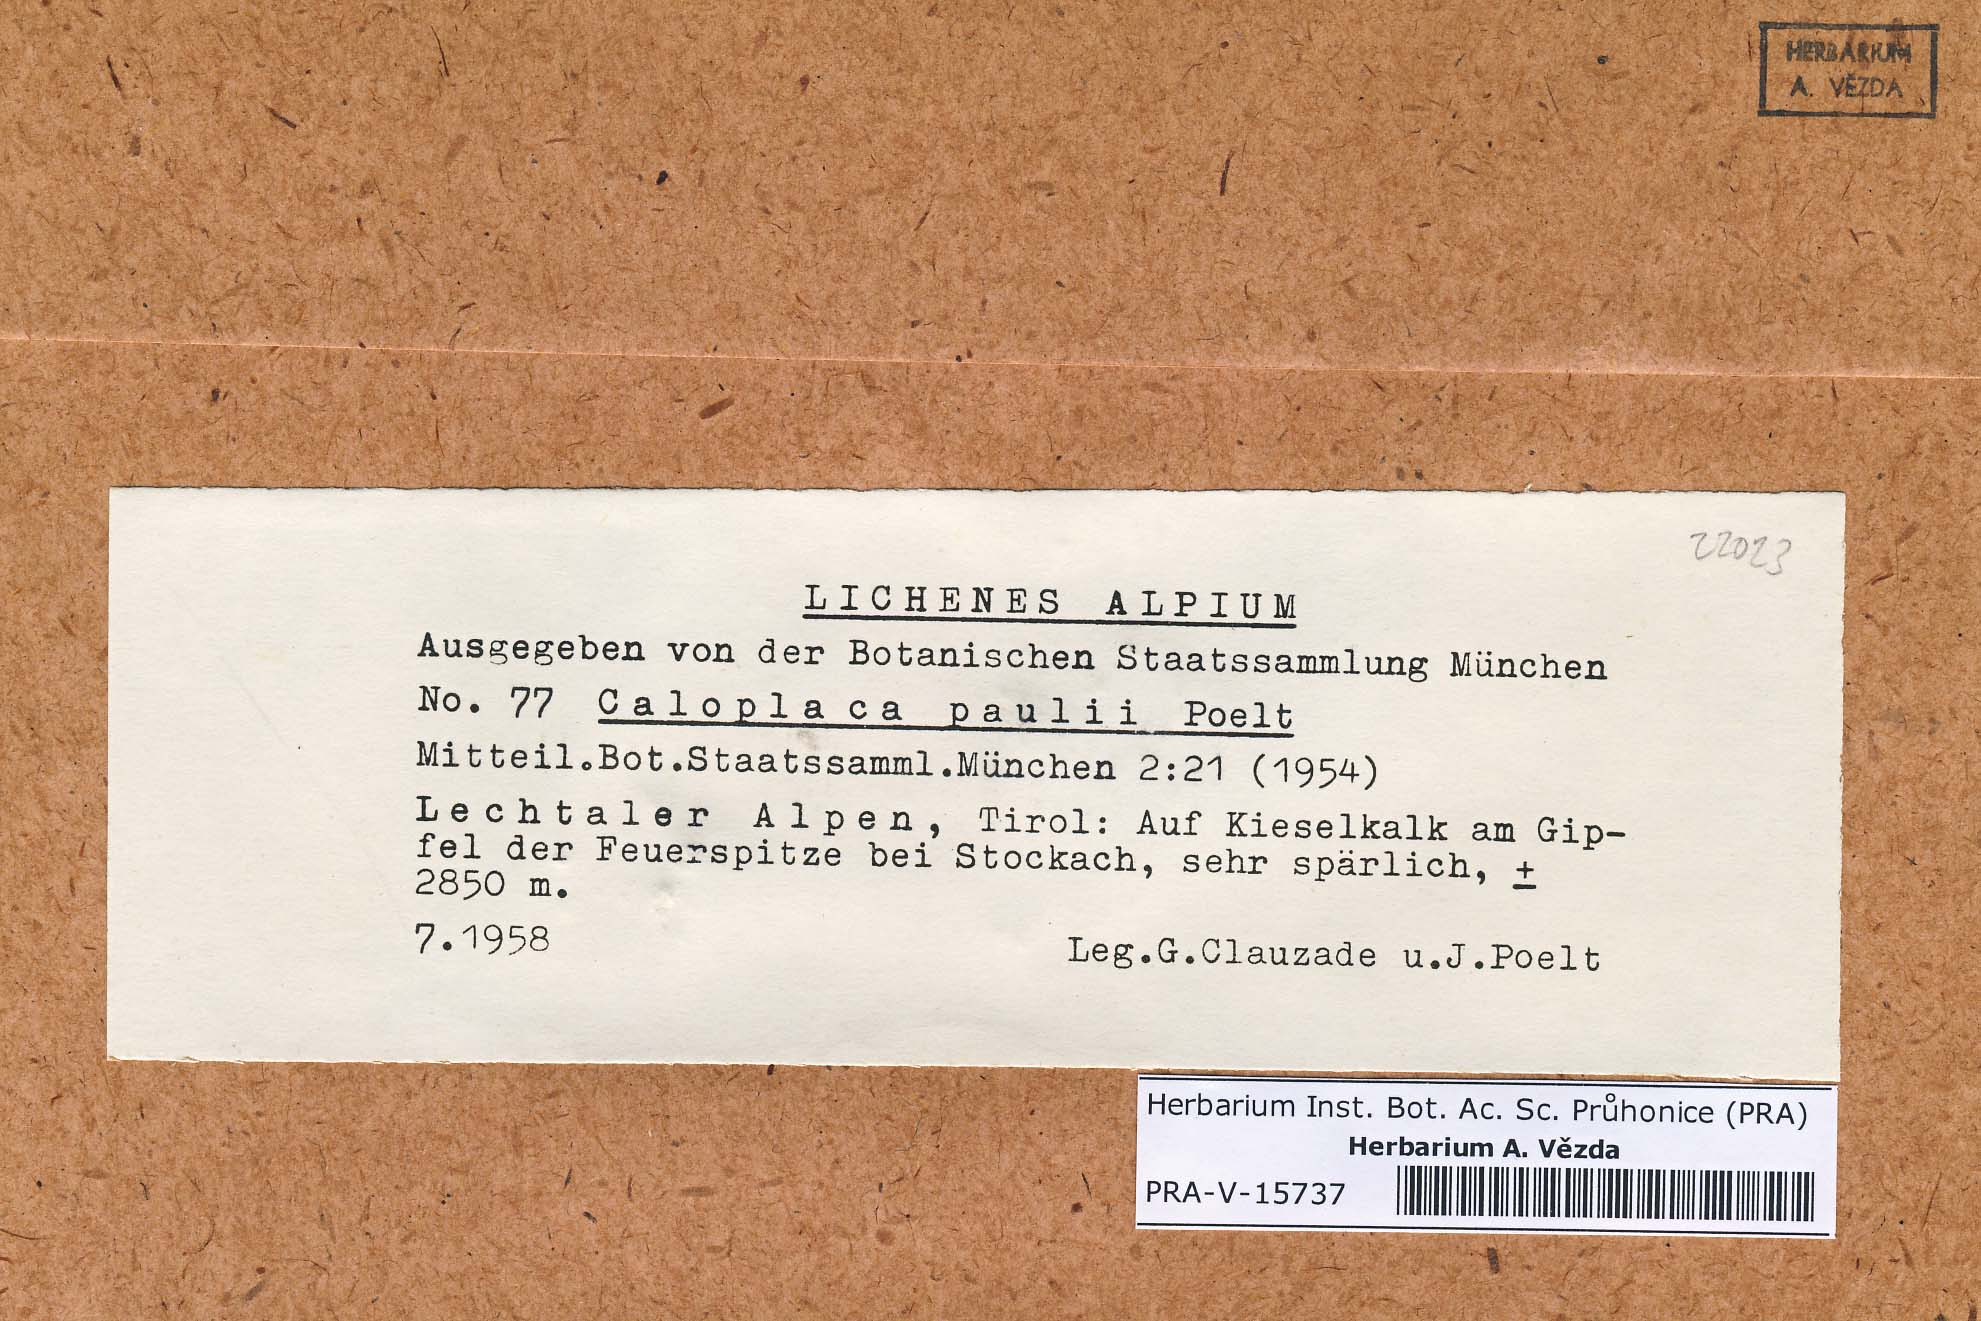 HERBARIUM
A. VĚZDA
22023
LICHENES ALPIUM
Ausgegeben von der Botanischen Staatssammlung München
No. 77 Caloplaca paulii Poelt
Mitteil.Bot.Staatssamml.München 2:21 (1954)
Lechtaler Alpen, Tirol: Auf Kieselkalk am Gip-
fel der Feuerspitze bei Stockach, sehr spärlich, ±
2850 m.
7.1958 Leg.G.Clauzade u.J.Poelt
Herbarium Inst. Bot. Ac. Sc. Průhonice (PRA)
Herbarium A. Vězda
PRA-V-15737